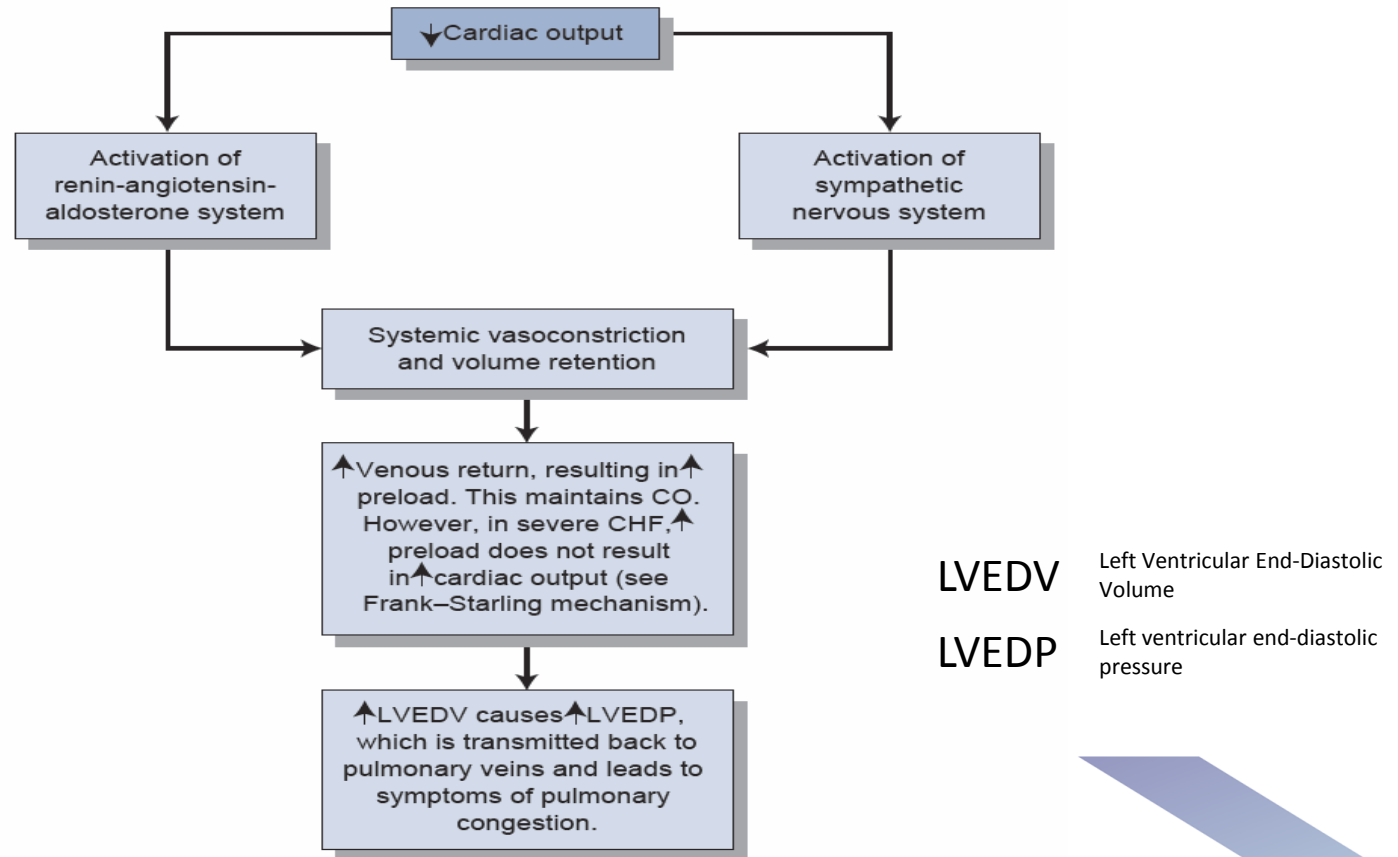 ↓Cardiac output
Activation of
renin-angiotensin-
aldosterone system
Activation of
sympathetic
nervous system
Systemic vasoconstriction
and volume retention
↑Venous return, resulting in↑
preload. This maintains CO.
However, in severe CHF,↑
preload does not result
in↑cardiac output (see
Frank–Starling mechanism).
↑LVEDV causes↑LVEDP,
which is transmitted back to
pulmonary veins and leads to
symptoms of pulmonary
congestion.
LVEDV Left Ventricular End-Diastolic
Volume
LVEDP Left ventricular end-diastolic
pressure